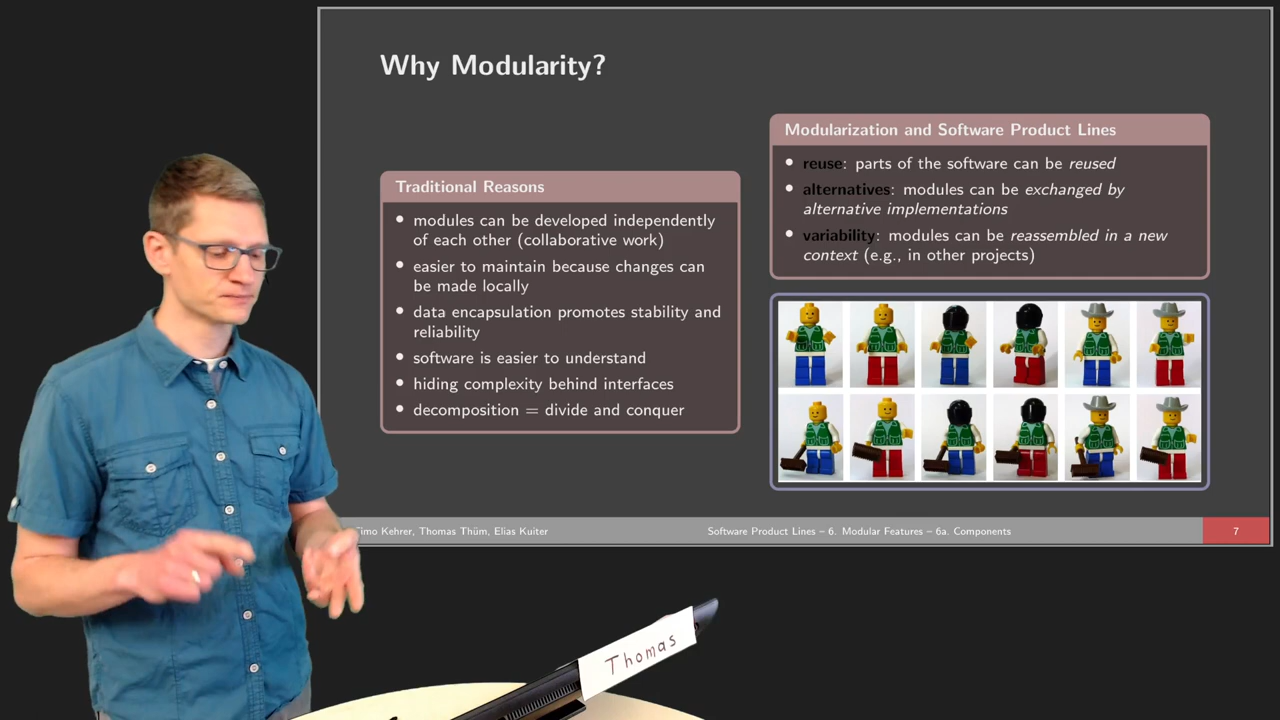 Why Modularity?
Traditional Reasons
• modules can be developed independently
of each other (collaborative work)
• easier to maintain because changes can
be made locally
• data encapsulation promotes stability and
reliability
• software is easier to understand
• hiding complexity behind interfaces
• decomposition = divide and conquer
Modularization and Software Product Lines
• reuse: parts of the software can be reused
• alternatives: modules can be exchanged by
alternative implementations
• variability: modules can be reassembled in a new
context (e.g., in other projects)
Timo Kehrer, Thomas Thüm, Elias Kuiter
Software Product Lines – 6. Modular Features – 6a. Components
7
Thomas